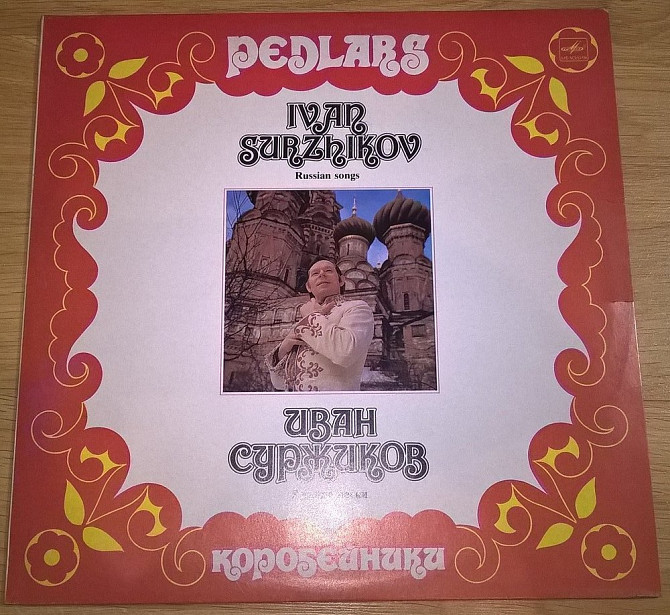 PEDLARS
IVAN
SURZHIKOV
Russian songs
ИВАН
СУРЖИКОВ
КОРОБЕЙНИКИ